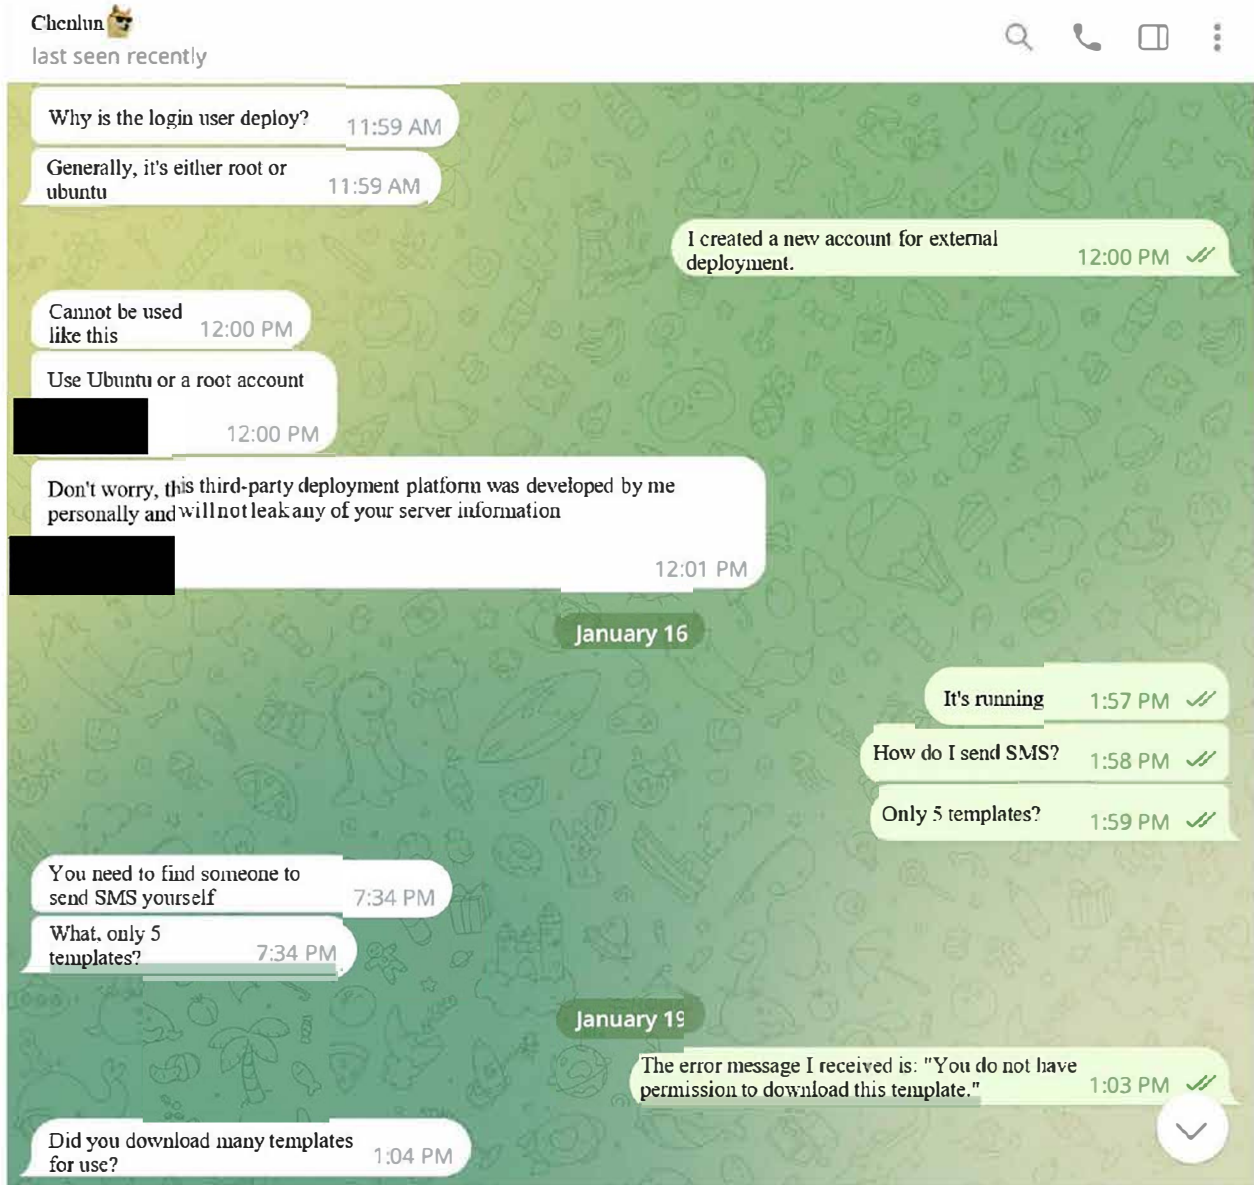 Chenlun
last seen recently
Why is the login user deploy?
11:59 AM
Generally, it's either root or
ubuntu
11:59 AM
I created a new account for external
deployment.
12:00 PM
Cannot be used
like this
12:00 PM
Use Ubuntu or a root account
12:00 PM
Don't worry, this third-party deployment platform was developed by me
personally and will not leak any of your server information
12:01 PM
January 16
It's running
1:57 PM
How do I send SMS?
1:58 PM
Only 5 templates?
1:59 PM
You need to find someone to
send SMS yourself
7:34 PM
What, only 5
templates?
7:34 PM
January 19
The error message I received is: "You do not have
permission to download this template."
1:03 PM
Did you download many templates
for use?
1:04 PM